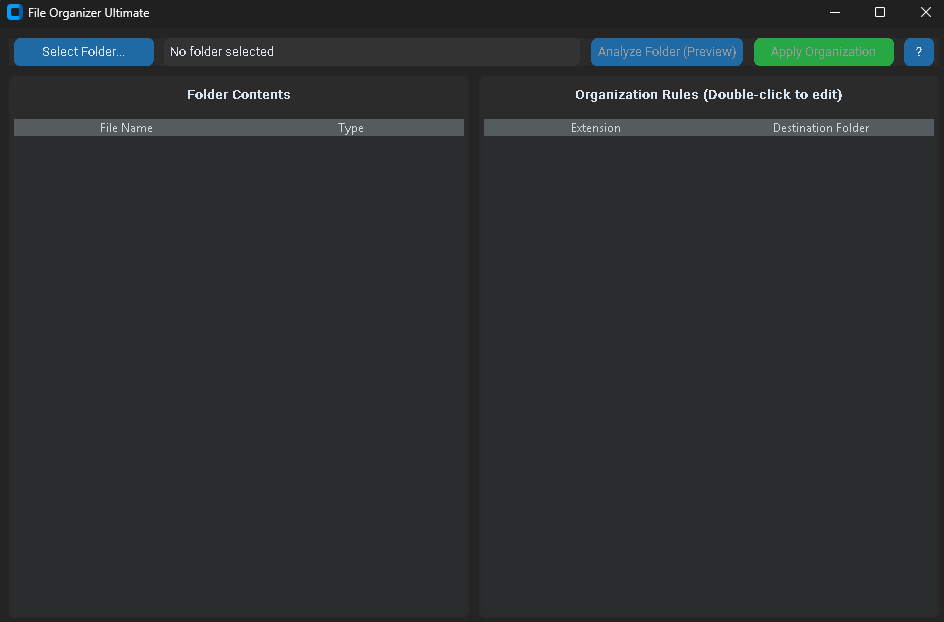 File Organizer Ultimate
Select Folder... No folder selected Analyze Folder (Preview) Apply Organization ?
Folder Contents
File Name Type
Organization Rules (Double-click to edit)
Extension Destination Folder